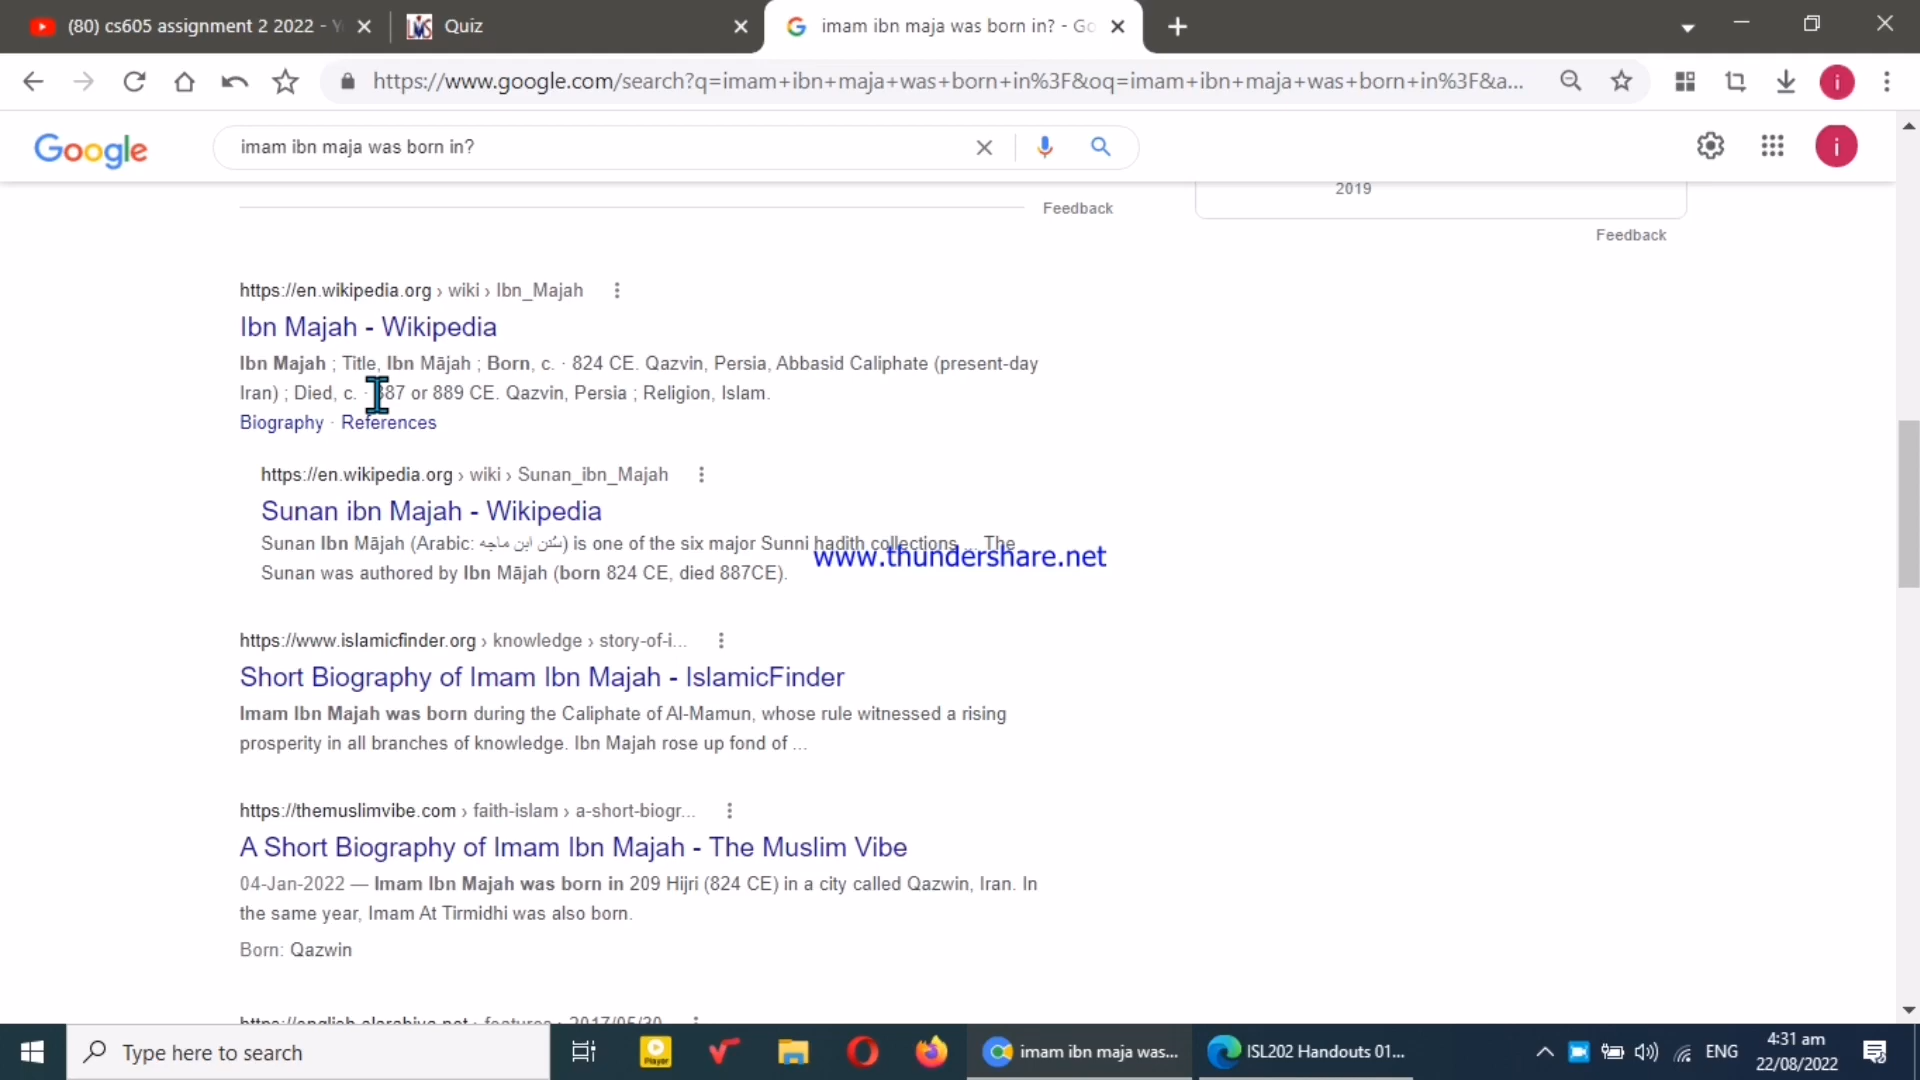 (80) cs605 assignment 2 2022 -
Quiz
imam ibn maja was born in? - Go
https://www.google.com/search?q=imam+ibn+maja+was+born+in%3F&oq=imam+ibn+maja+was+born+in%3F&a...
i
Google
imam ibn maja was born in?
i
2019
Feedback
Feedback
https://en.wikipedia.org › wiki › Ibn_Majah
Ibn Majah - Wikipedia
Ibn Majah ; Title, Ibn Mājah ; Born, c. · 824 CE. Qazvin, Persia, Abbasid Caliphate (present-day
Iran) ; Died, c. · 887 or 889 CE. Qazvin, Persia ; Religion, Islam.
Biography · References
https://en.wikipedia.org › wiki › Sunan_ibn_Majah
Sunan ibn Majah - Wikipedia
Sunan Ibn Mājah (Arabic: سُنن ابن ماجه) is one of the six major Sunni hadith collections ... The
www.thundershare.net
Sunan was authored by Ibn Mājah (born 824 CE, died 887CE).
https://www.islamicfinder.org › knowledge › story-of-i...
Short Biography of Imam Ibn Majah - IslamicFinder
Imam Ibn Majah was born during the Caliphate of Al-Mamun, whose rule witnessed a rising
prosperity in all branches of knowledge. Ibn Majah rose up fond of ...
https://themuslimvibe.com › faith-islam › a-short-biogr...
A Short Biography of Imam Ibn Majah - The Muslim Vibe
04-Jan-2022 — Imam Ibn Majah was born in 209 Hijri (824 CE) in a city called Qazwin, Iran. In
the same year, Imam At Tirmidhi was also born.
Born: Qazwin
https://english.alarabiya.net › features › 2017/05/30
Type here to search
Player
imam ibn maja was...
ISL202 Handouts 01...
ENG
4:31 am
22/08/2022